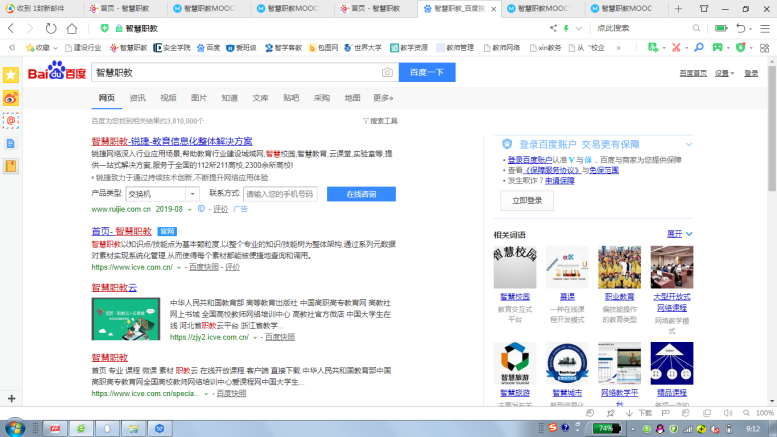 收到 1封新邮件
首页 - 智慧职教
智慧职教MOOC
智慧职教MOOC
首页 - 智慧职教
百度_百度搜
智慧职教MOOC
智慧职教MOOC
智慧职教
点此搜索
收藏
建设行业
智慧职教
安全学院
百度
爱班级
智学客教
包图网
世界大学
教学资源
教师管理
教师网络
xin教务
从“校企
Bai 百度
智慧职教
百度一下
百度首页 设置 登录
网页 资讯 视频 图片 知道 文库 贴吧 采购 地图 更多»
百度为您找到相关结果约3,810,000个
搜索工具
智慧职教-锐捷-教育信息化整体解决方案
锐捷网络深入行业应用场景,帮助教育行业建设城域网,智慧校园,智慧教育,云课堂,实验室等,提
供一站式解决方案,服务于全国的112所211高校,2300余所高校!
• 锐捷致力于通过持续技术创新,不断提升网络应用体验
产品类型: 交换机 联系方式: 请输入您的手机号码 在线咨询
www.ruijie.com.cn 2019-08 - 评价 广告
首页- 智慧职教 官网
智慧职教以知识点/技能点为基本颗粒度,以整个专业的知识/技能树为整体架构,通过系列元数据
对素材实现系统化管理,从而使得每个素材都能被便捷地查询和调用。
https://www.icve.com.cn/ - 百度快照 - 评价
智慧职教云
中华人民共和国教育部 高等教育出版社 中国高职高专教育网 高教社
网上书城 全国高校教师网络培训中心 高教社官方微店 中国大学生在
线 河北省职教云平台 浙江省教学...
https://zjy2.icve.com.cn/ - 百度快照
智慧职教
首页 专业 课程 微课 素材 职教云 在线开放课程 客户端 直接下载 中华人民共和国教育部中国
高职高专教育网全国高校教师网络培训中心爱课程网中国大学生...
https://www.icve.com.cn/specia... - 百度快照
登录百度账户 交易更有保障
• 登录百度账户认准 V 与 保 , 百度与商家为您提供保障
• 查看《保障服务协议》与免保范围
• 发生欺诈？申请保障
立即登录
相关词语
展开
智慧校园
智慧校园
教育交互式
平台
慕课
一种在线课
程开发模式
职业教育
偏技能操作
的教育类型
大型开放式
网络课程
网络教学模
式
智慧旅游
智慧旅游
智慧城市
网络教学平
台
精品课程
下载
100%
74%
9:12